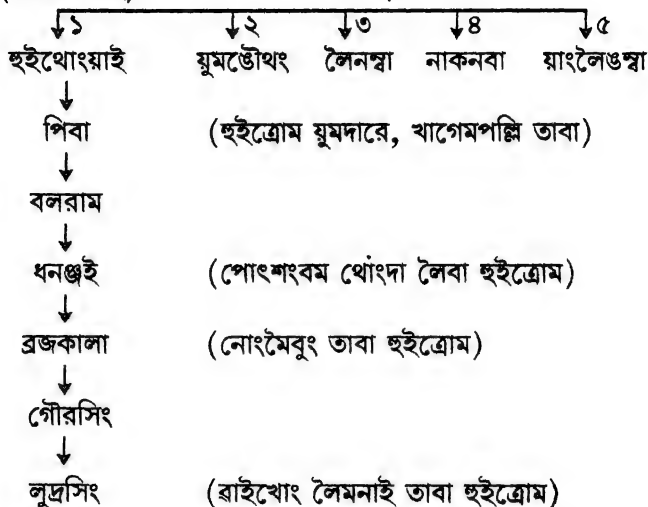 ১ ২ ৩ ৪ ৫
হুইথোংয়াই য়ুমঙৌথং লৈনম্বা নাকনবা য়াংলৈঙম্বা
পিবা (হুইত্রোম য়ুমদারে, খাগেমপল্লি তাবা)
বলরাম
ধনঞ্জই (পোৎশংবম থোংদা লৈবা হুইত্রোম)
ব্রজকালা (নোংমৈবুং তাবা হুইত্রোম)
গৌরসিং
লুদ্রসিং (ৱাইখোং লৈমনাই তাবা হুইত্রোম)